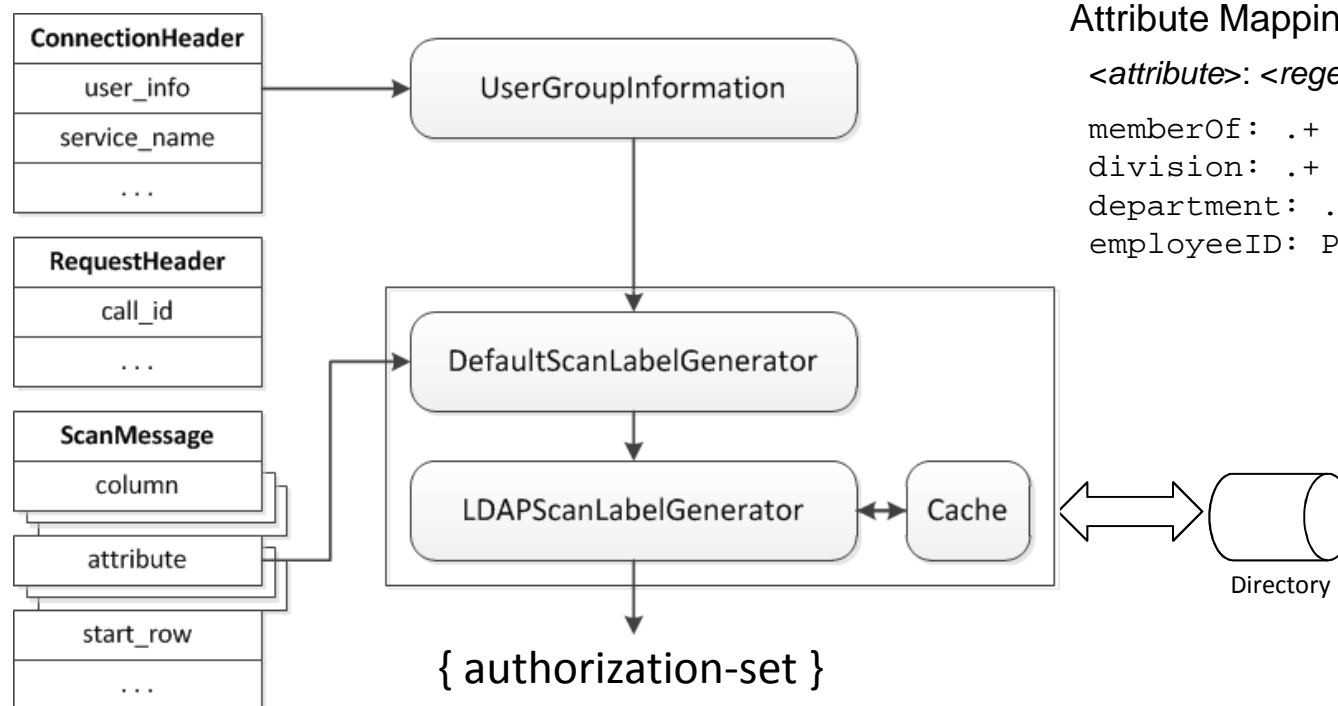 ConnectionHeader
user_info
service_name
...
RequestHeader
call_id
...
ScanMessage
column
attribute
start_row
...
UserGroupInformation
DefaultScanLabelGenerator
LDAPScanLabelGenerator
Cache
{ authorization-set }
Directory
Attribute Mappin
<attribute>: <rege
memberOf: .+
division: .+
department: .
employeeID: P